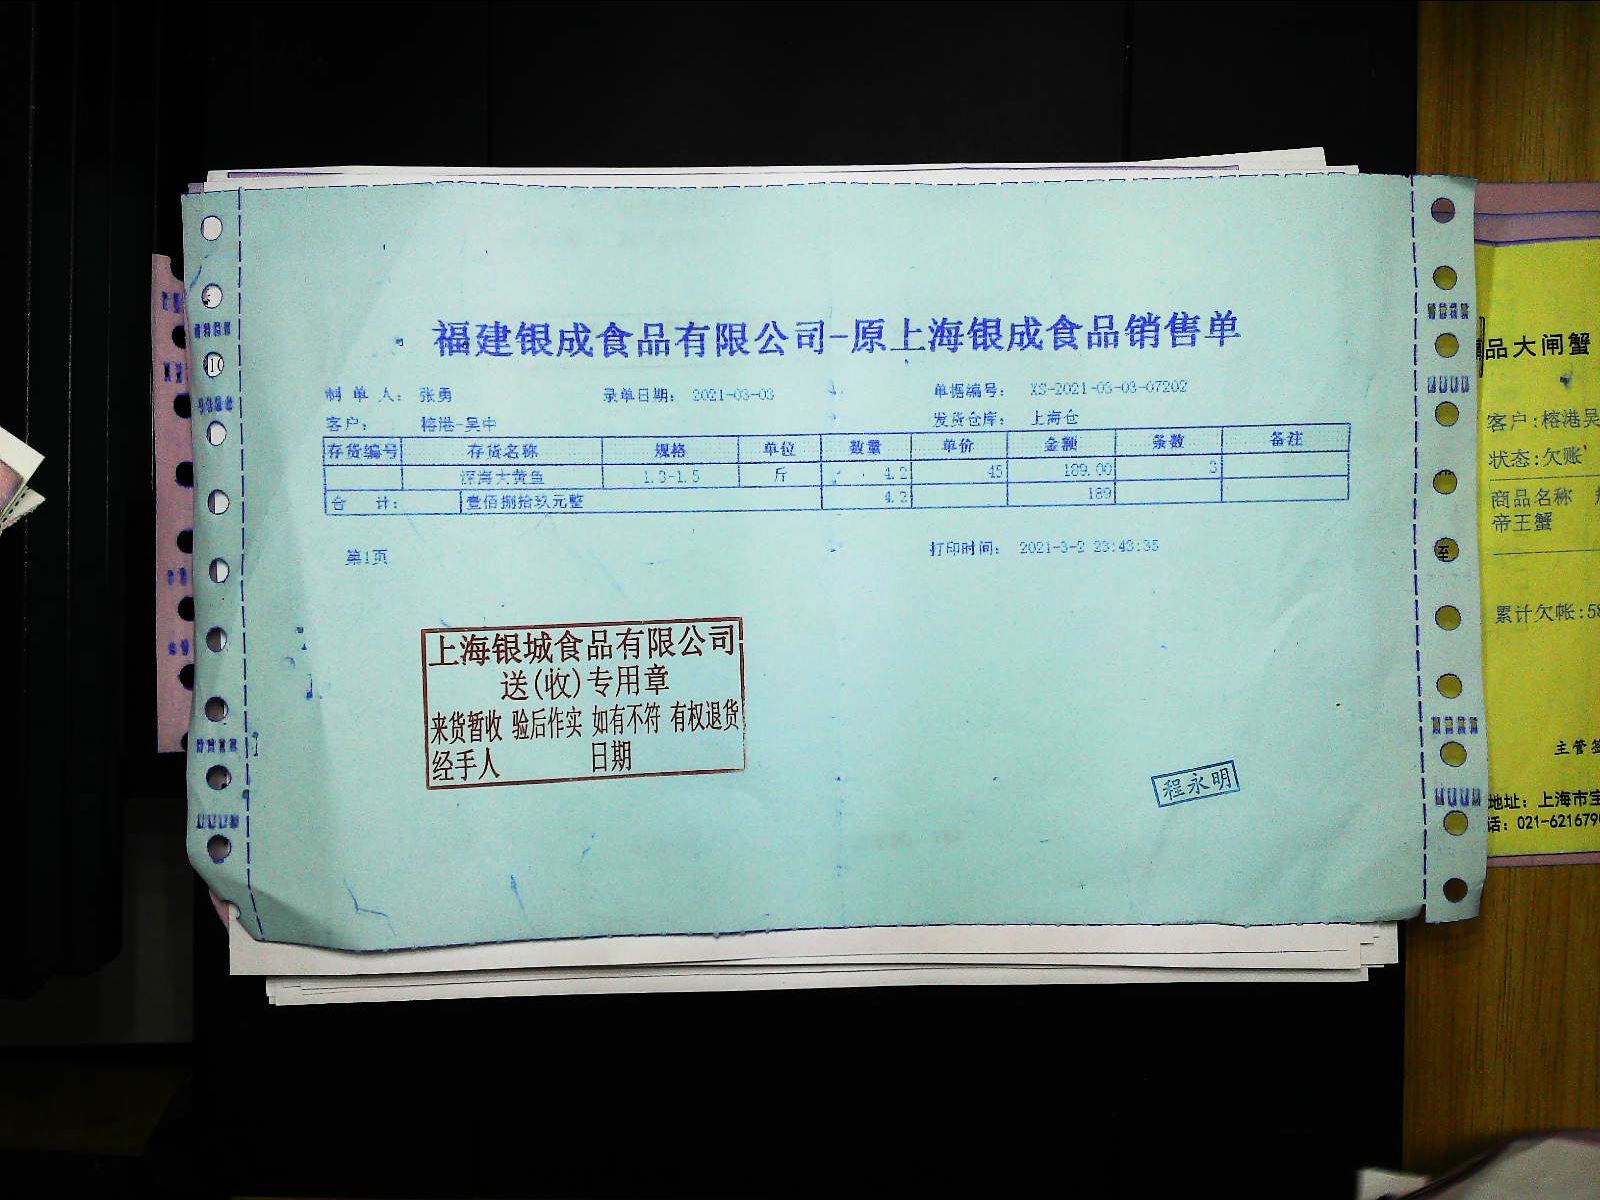 福建银成食品有限公司-原上海银成食品销售单
制 单 人： 张勇 录单日期： 2021-03-03 单据编号： XS-2021-03-03-07202
客户： 榕港-吴中 发货仓库： 上海仓
存货编号 存货名称 规格 单位 数量 单价 金额 条数 备注
深海大黄鱼 1.3-1.5 斤 4.2 45 189.00 3
合 计： 壹佰捌拾玖元整 4.2 189
第1页 打印时间： 2021-3-2 23:43:35
上海银城食品有限公司
送(收)专用章
来货暂收 验后作实 如有不符 有权退货
经手人 日期
程永明
品大闸蟹
客户:榕港吴
状态:欠账
商品名称
帝王蟹
累计欠帐:58
主管签
地址：上海市宝
话：021-6216790